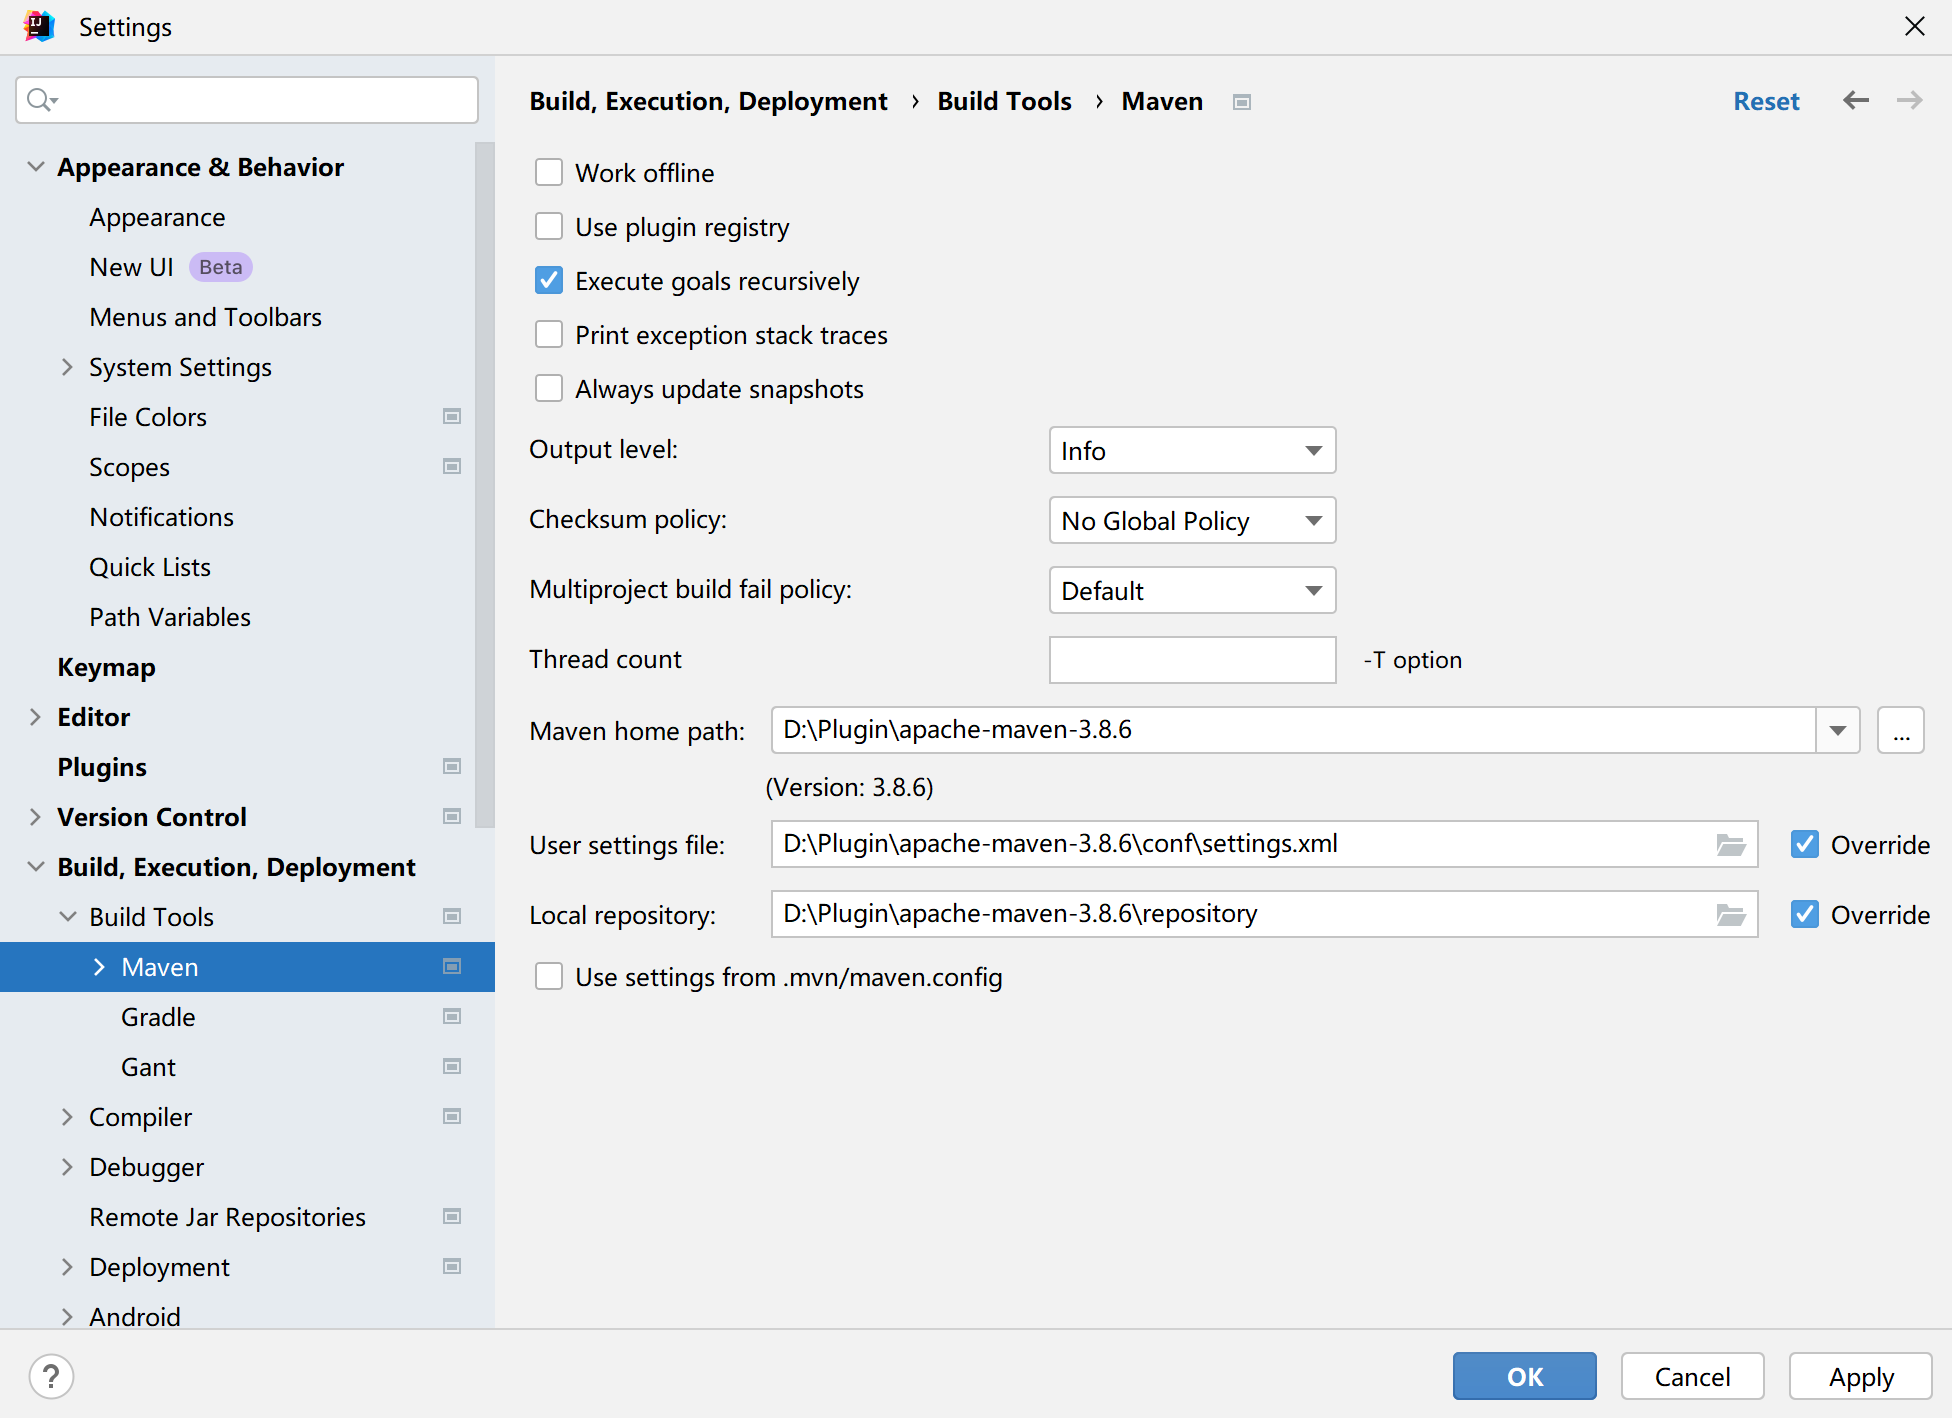 Settings
Appearance & Behavior
Appearance
New UI Beta
Menus and Toolbars
System Settings
File Colors
Scopes
Notifications
Quick Lists
Path Variables
Keymap
Editor
Plugins
Version Control
Build, Execution, Deployment
Build Tools
Maven
Gradle
Gant
Compiler
Debugger
Remote Jar Repositories
Deployment
Android
Build, Execution, Deployment › Build Tools › Maven
Reset
Work offline
Use plugin registry
Execute goals recursively
Print exception stack traces
Always update snapshots
Output level: Info
Checksum policy: No Global Policy
Multiproject build fail policy: Default
Thread count -T option
Maven home path: D:\Plugin\apache-maven-3.8.6 ...
(Version: 3.8.6)
User settings file: D:\Plugin\apache-maven-3.8.6\conf\settings.xml Override
Local repository: D:\Plugin\apache-maven-3.8.6\repository Override
Use settings from .mvn/maven.config
? OK Cancel Apply